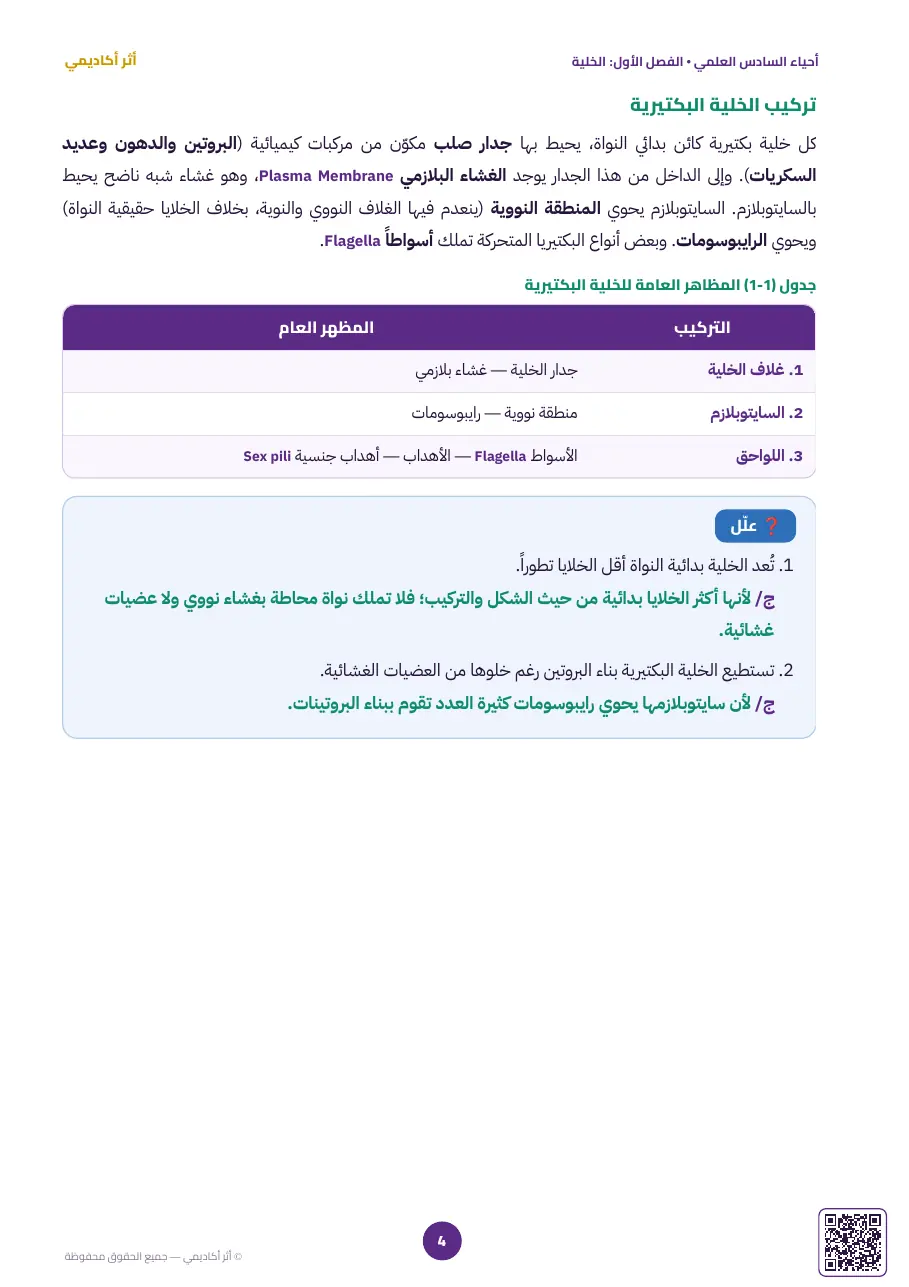 أحياء السادس العلمي • الفصل الأول: الخلية
أثر أكاديمي
تركيب الخلية البكتيرية
كل خلية بكتيرية كائن بدائي النواة، يحيط بها جدار صلب مكوّن من مركبات كيميائية (البروتين والدهون وعديد
السكريات). وإلى الداخل من هذا الجدار يوجد الغشاء البلازمي Plasma Membrane، وهو غشاء شبه ناضح يحيط
بالسايتوبلازم. السايتوبلازم يحوي المنطقة النووية (ينعدم فيها الغلاف النووي والنوية، بخلاف الخلايا حقيقية النواة)
ويحوي الرايبوسومات. وبعض أنواع البكتيريا المتحركة تملك أسواطاً Flagella.
جدول (1-1) المظاهر العامة للخلية البكتيرية
التركيب المظهر العام
1. غلاف الخلية جدار الخلية — غشاء بلازمي
2. السايتوبلازم منطقة نووية — رايبوسومات
3. اللواحق الأسواط Flagella — الأهداب — أهداب جنسية Sex pili
❓ علّل
1. تُعد الخلية بدائية النواة أقل الخلايا تطوراً.
ج/ لأنها أكثر الخلايا بدائية من حيث الشكل والتركيب؛ فلا تملك نواة محاطة بغشاء نووي ولا عضيات
غشائية.
2. تستطيع الخلية البكتيرية بناء البروتين رغم خلوها من العضيات الغشائية.
ج/ لأن سايتوبلازمها يحوي رايبوسومات كثيرة العدد تقوم ببناء البروتينات.
4
© أثر أكاديمي — جميع الحقوق محفوظة